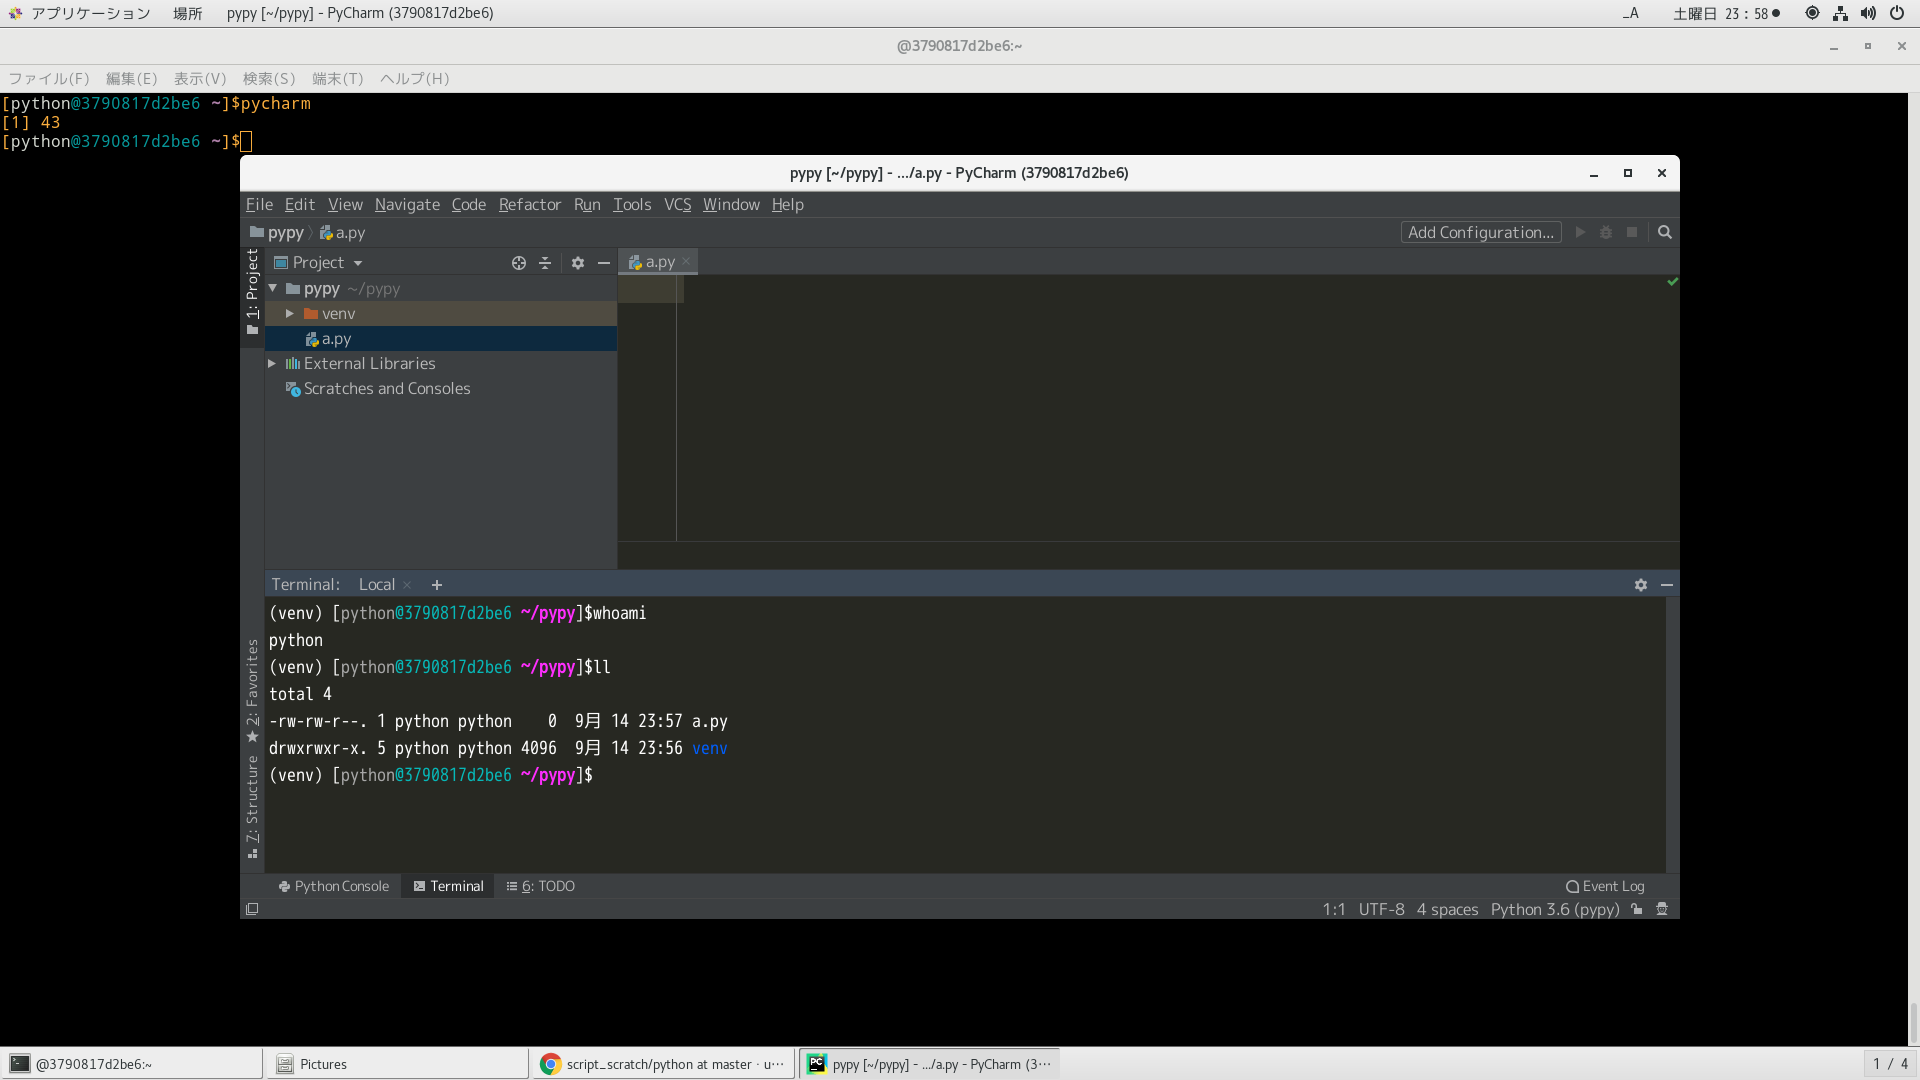 アプリケーション 場所 pypy [~/pypy] - PyCharm (3790817d2be6) _A 土曜日 23 : 58
@3790817d2be6:~
ファイル(F) 編集(E) 表示(V) 検索(S) 端末(T) ヘルプ(H)
[python@3790817d2be6 ~]$pycharm
[1] 43
[python@3790817d2be6 ~]$
pypy [~/pypy] - .../a.py - PyCharm (3790817d2be6)
File Edit View Navigate Code Refactor Run Tools VCS Window Help
pypy a.py Add Configuration...
1: Project
Project
a.py
pypy ~/pypy
venv
a.py
External Libraries
Scratches and Consoles
Terminal: Local +
(venv) [python@3790817d2be6 ~/pypy]$whoami
python
(venv) [python@3790817d2be6 ~/pypy]$ll
total 4
-rw-rw-r--. 1 python python 0 9月 14 23:57 a.py
drwxrwxr-x. 5 python python 4096 9月 14 23:56 venv
(venv) [python@3790817d2be6 ~/pypy]$
2: Favorites
7: Structure
Python Console Terminal 6: TODO Event Log
1:1 UTF-8 4 spaces Python 3.6 (pypy)
@3790817d2be6:~ Pictures script_scratch/python at master · u… PC pypy [~/pypy] - .../a.py - PyCharm (3… 1 / 4